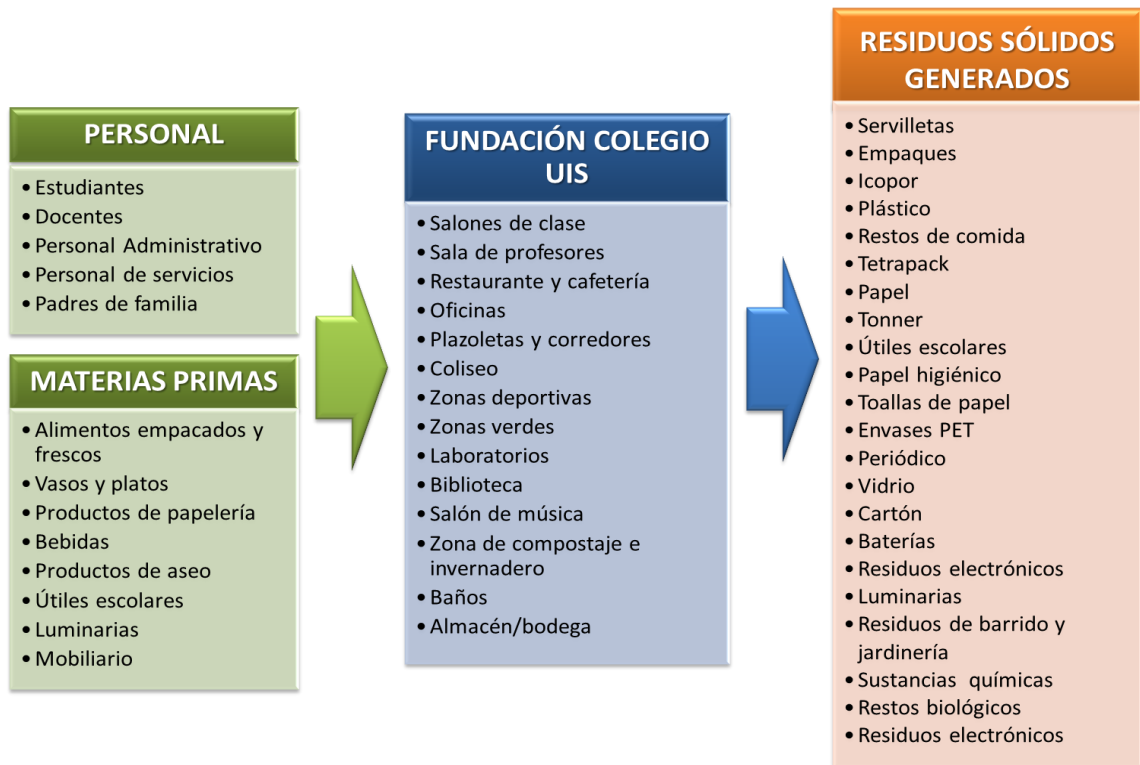 PERSONAL
• Estudiantes
• Docentes
• Personal Administrativo
• Personal de servicios
• Padres de familia
MATERIAS PRIMAS
• Alimentos empacados y
frescos
• Vasos y platos
• Productos de papelería
• Bebidas
• Productos de aseo
• Útiles escolares
• Luminarias
• Mobiliario
FUNDACIÓN COLEGIO
UIS
• Salones de clase
• Sala de profesores
• Restaurante y cafetería
• Oficinas
• Plazoletas y corredores
• Coliseo
• Zonas deportivas
• Zonas verdes
• Laboratorios
• Biblioteca
• Salón de música
• Zona de compostaje e
invernadero
• Baños
• Almacén/bodega
RESIDUOS SÓLIDOS
GENERADOS
• Servilletas
• Empaques
• Icopor
• Plástico
• Restos de comida
• Tetrapack
• Papel
• Tonner
• Útiles escolares
• Papel higiénico
• Toallas de papel
• Envases PET
• Periódico
• Vidrio
• Cartón
• Baterías
• Residuos electrónicos
• Luminarias
• Residuos de barrido y
jardinería
• Sustancias químicas
• Restos biológicos
• Residuos electrónicos